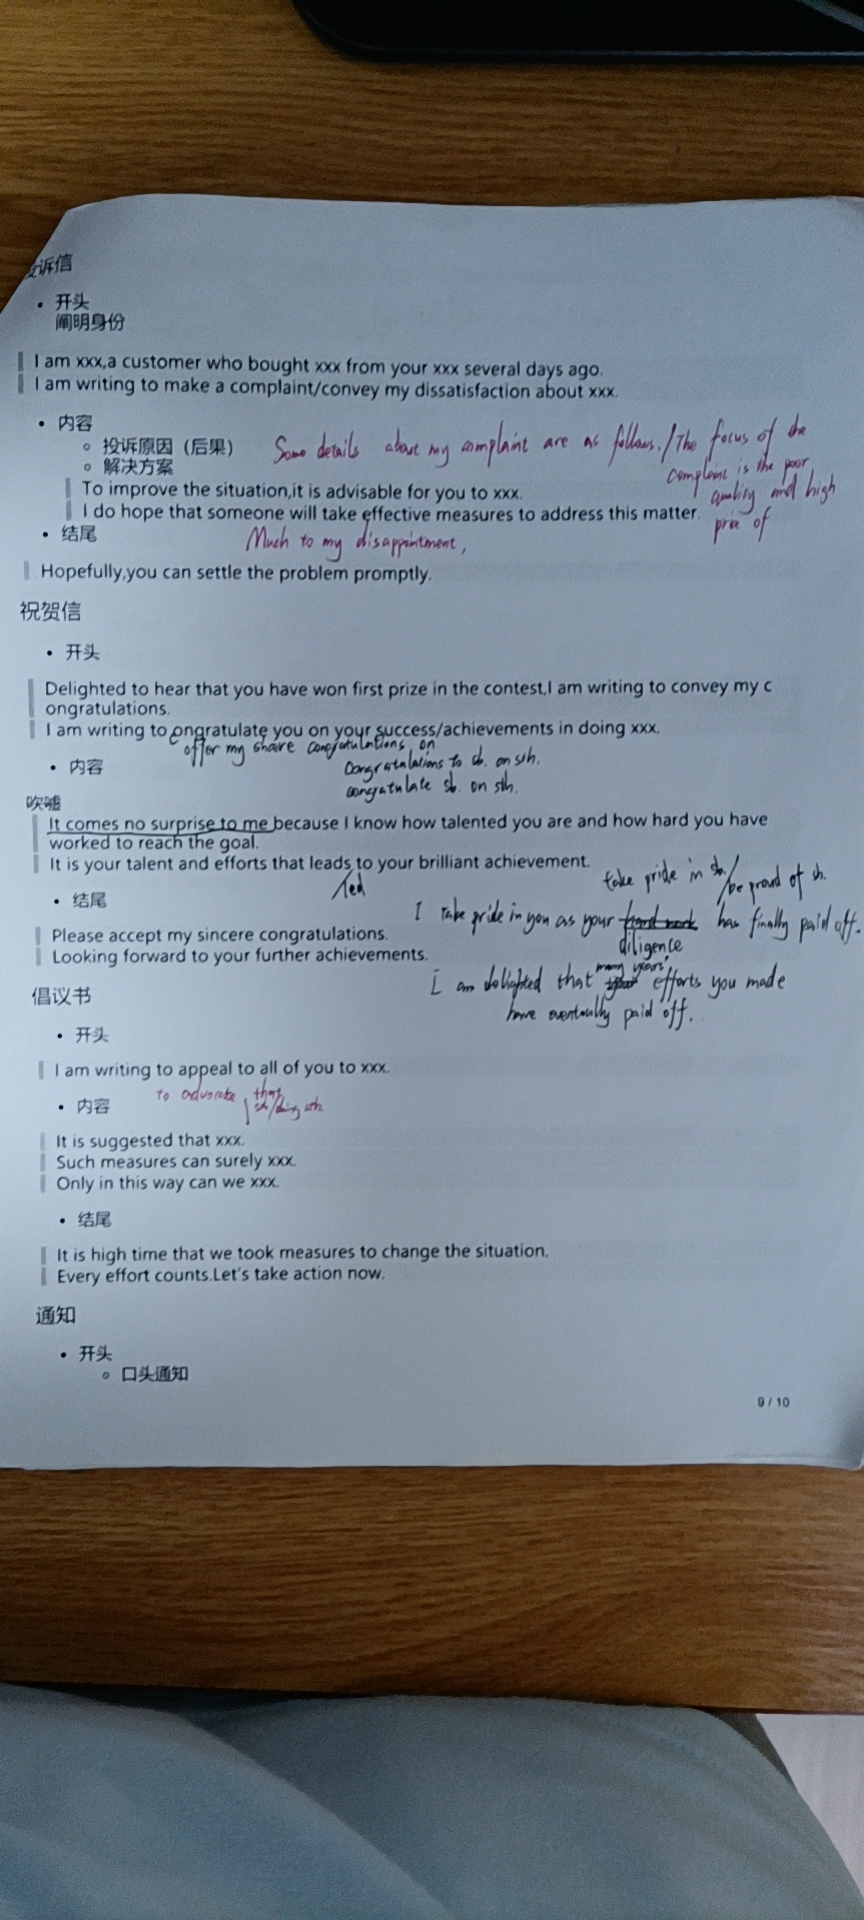 投诉信
• 开头
阐明身份
I am xxx,a customer who bought xxx from your xxx several days ago.
I am writing to make a complaint/convey my dissatisfaction about xxx.
• 内容
◦ 投诉原因（后果） Some details about my complaint are as follows./The focus of the
complaint is the poor
quality and high
price of
◦ 解决方案
To improve the situation,it is advisable for you to xxx.
I do hope that someone will take effective measures to address this matter.
• 结尾
Much to my disappointment,
Hopefully,you can settle the problem promptly.
祝贺信
• 开头
Delighted to hear that you have won first prize in the contest,I am writing to convey my c
ongratulations.
I am writing to congratulate you on your success/achievements in doing xxx.
offer my share congratulations on
• 内容
Congratulations to sb. on sth.
congratulate sb. on sth.
吹嘘
It comes no surprise to me because I know how talented you are and how hard you have
worked to reach the goal.
It is your talent and efforts that leads to your brilliant achievement.
/led
take pride in sb./be proud of sb.
• 结尾
I take pride in you as your hard work has finally paid off.
diligence
Please accept my sincere congratulations.
Looking forward to your further achievements.
I am delighted that many years' efforts you made
have eventually paid off.
倡议书
• 开头
I am writing to appeal to all of you to xxx.
to advocate that
sb/doing sth
• 内容
It is suggested that xxx.
Such measures can surely xxx.
Only in this way can we xxx.
• 结尾
It is high time that we took measures to change the situation.
Every effort counts.Let's take action now.
通知
• 开头
◦ 口头通知
9 / 10